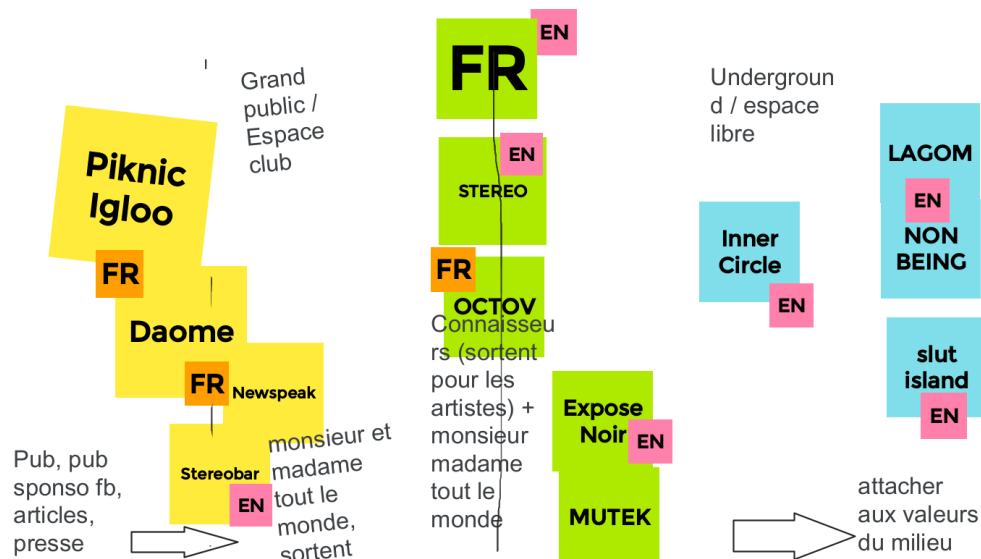 Grand
public /
Espace
club
Piknic
Igloo
FR
Daome
FR
Newspeak
Stereobar
EN
Pub, pub
sponso fb,
articles,
presse
monsieur et
madame
tout le
monde,
sortent
EN
FR
EN
STEREO
FR
OCTOV
Connaisseu
rs (sortent
pour les
artistes) +
monsieur
madame
tout le
monde
Expose
Noir
EN
MUTEK
Undergroun
d / espace
libre
Inner
Circle
EN
LAGOM
EN
NON
BEING
slut
island
EN
attacher
aux valeurs
du milieu